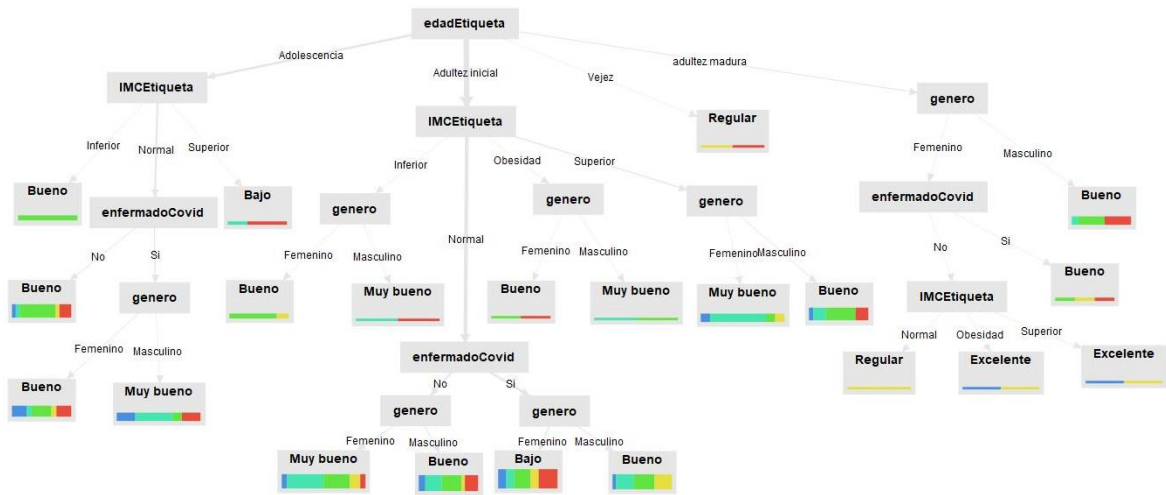 edadEtiqueta
Adolescencia
Adultez inicial
Vejez
adultez madura
IMCEtiqueta
IMCEtiqueta
Regular
genero
Inferior
Normal
Superior
Inferior
Normal
Obesidad
Superior
Femenino
Masculino
Bueno
enfermadoCovid
Bajo
genero
genero
genero
enfermadoCovid
Bueno
No
Si
Femenino
Masculino
Femenino
Masculino
Femenino
Masculino
No
Si
Bueno
genero
Bueno
Muy bueno
Bueno
Muy bueno
Muy bueno
Bueno
IMCEtiqueta
Bueno
Femenino
Masculino
Normal
Obesidad
Superior
Bueno
Muy bueno
enfermadoCovid
Regular
Excelente
Excelente
No
Si
genero
genero
Femenino
Masculino
Femenino
Masculino
Muy bueno
Bueno
Bajo
Bueno